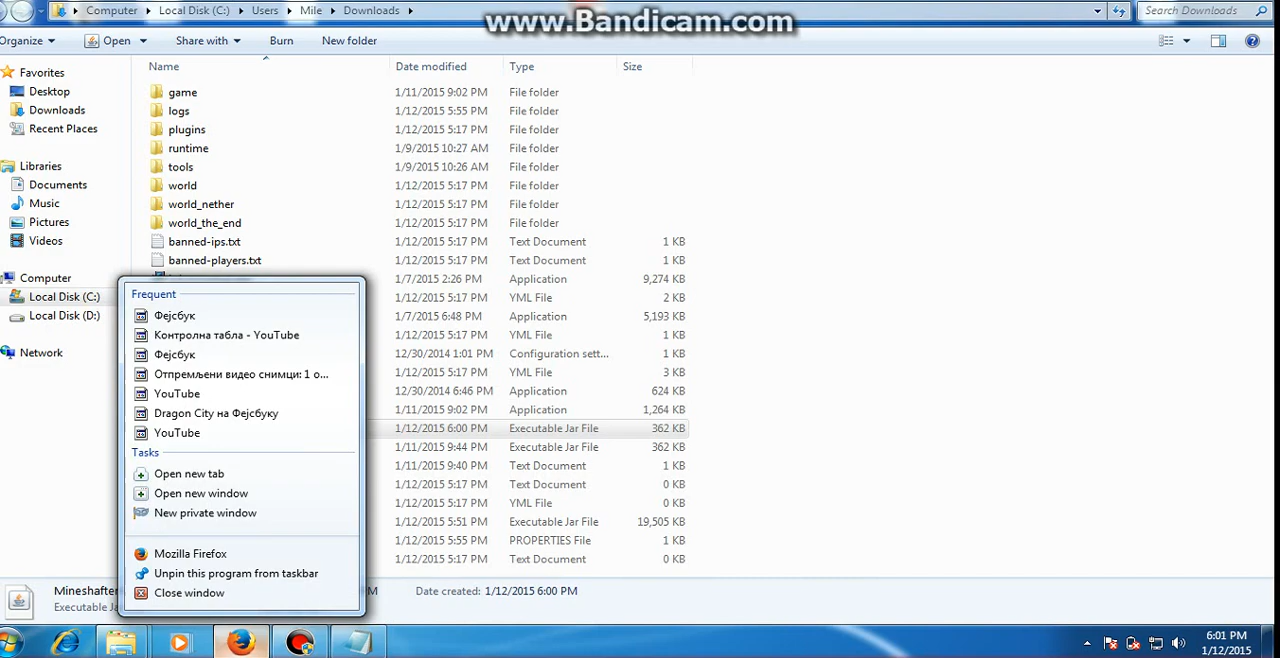 Computer Local Disk (C:) Users Mile Downloads
www.Bandicam.com
Search Downloads
Organize Open Share with Burn New folder
Name Date modified Type Size
Favorites
Desktop
Downloads
Recent Places
Libraries
Documents
Music
Pictures
Videos
Computer
Local Disk (C:)
Local Disk (D:)
Network
game 1/11/2015 9:02 PM File folder
logs 1/12/2015 5:55 PM File folder
plugins 1/12/2015 5:17 PM File folder
runtime 1/9/2015 10:27 AM File folder
tools 1/9/2015 10:26 AM File folder
world 1/12/2015 5:17 PM File folder
world_nether 1/12/2015 5:17 PM File folder
world_the_end 1/12/2015 5:17 PM File folder
banned-ips.txt 1/12/2015 5:17 PM Text Document 1 KB
banned-players.txt 1/12/2015 5:17 PM Text Document 1 KB
1/7/2015 2:26 PM Application 9,274 KB
1/12/2015 5:17 PM YML File 2 KB
1/7/2015 6:48 PM Application 5,193 KB
1/12/2015 5:17 PM YML File 1 KB
12/30/2014 1:01 PM Configuration sett... 1 KB
1/12/2015 5:17 PM YML File 3 KB
12/30/2014 6:46 PM Application 624 KB
1/11/2015 9:02 PM Application 1,264 KB
1/12/2015 6:00 PM Executable Jar File 362 KB
1/11/2015 9:44 PM Executable Jar File 362 KB
1/11/2015 9:40 PM Text Document 1 KB
1/12/2015 5:17 PM Text Document 0 KB
1/12/2015 5:17 PM YML File 0 KB
1/12/2015 5:51 PM Executable Jar File 19,505 KB
1/12/2015 5:55 PM PROPERTIES File 1 KB
1/12/2015 5:17 PM Text Document 0 KB
Frequent
Фејсбук
Контролна табла - YouTube
Фејсбук
Отпремљени видео снимци: 1 о...
YouTube
Dragon City на Фејсбуку
YouTube
Tasks
Open new tab
Open new window
New private window
Mozilla Firefox
Unpin this program from taskbar
Close window
Mineshafter M Date created: 1/12/2015 6:00 PM
Executable Ja
6:01 PM
1/12/2015